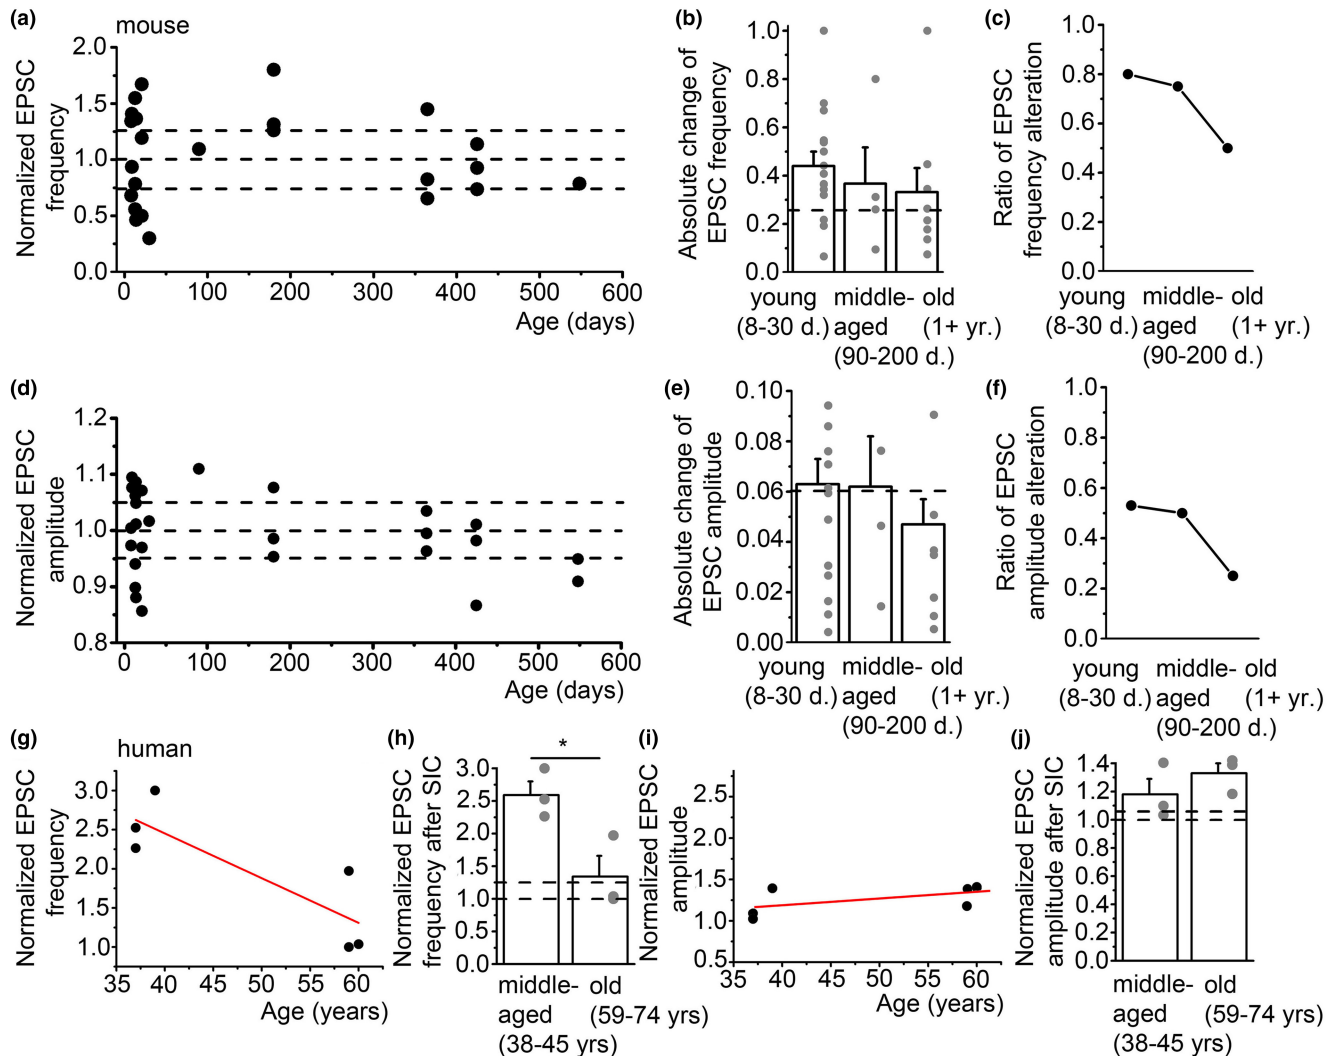 (a)
mouse
Normalized EPSC
frequency
2.0
1.5
1.0
0.5
0.0
0 100 200 300 400 500 600
Age (days)
(b)
Absolute change of
EPSC frequency
1.0
0.8
0.6
0.4
0.2
0.0
young middle- old
(8-30 d.) aged (1+ yr.)
(90-200 d.)
(c)
Ratio of EPSC
frequency alteration
1.0
0.8
0.6
0.4
0.2
0.0
young middle- old
(8-30 d.) aged (1+ yr.)
(90-200 d.)
(d)
Normalized EPSC
amplitude
1.2
1.1
1.0
0.9
0.8
0 100 200 300 400 500 600
Age (days)
(e)
Absolute change of
EPSC amplitude
0.10
0.08
0.06
0.04
0.02
0.00
young middle- old
(8-30 d.) aged (1+ yr.)
(90-200 d.)
(f)
Ratio of EPSC
amplitude alteration
1.0
0.8
0.6
0.4
0.2
0.0
young middle- old
(8-30 d.) aged (1+ yr.)
(90-200 d.)
(g)
human
Normalized EPSC
frequency
3.0
2.5
2.0
1.5
1.0
35 40 45 50 55 60
Age (years)
(h)
Normalized EPSC
frequency after SIC
*
3.0
2.5
2.0
1.5
1.0
0.5
0.0
middle- old
aged (59-74 yrs)
(38-45 yrs)
(i)
Normalized EPSC
amplitude
2.5
2.0
1.5
1.0
0.5
35 40 45 50 55 60
Age (years)
(j)
Normalized EPSC
amplitude after SIC
1.4
1.2
1.0
0.8
0.6
0.4
0.2
0.0
middle- old
aged (59-74 yrs)
(38-45 yrs)